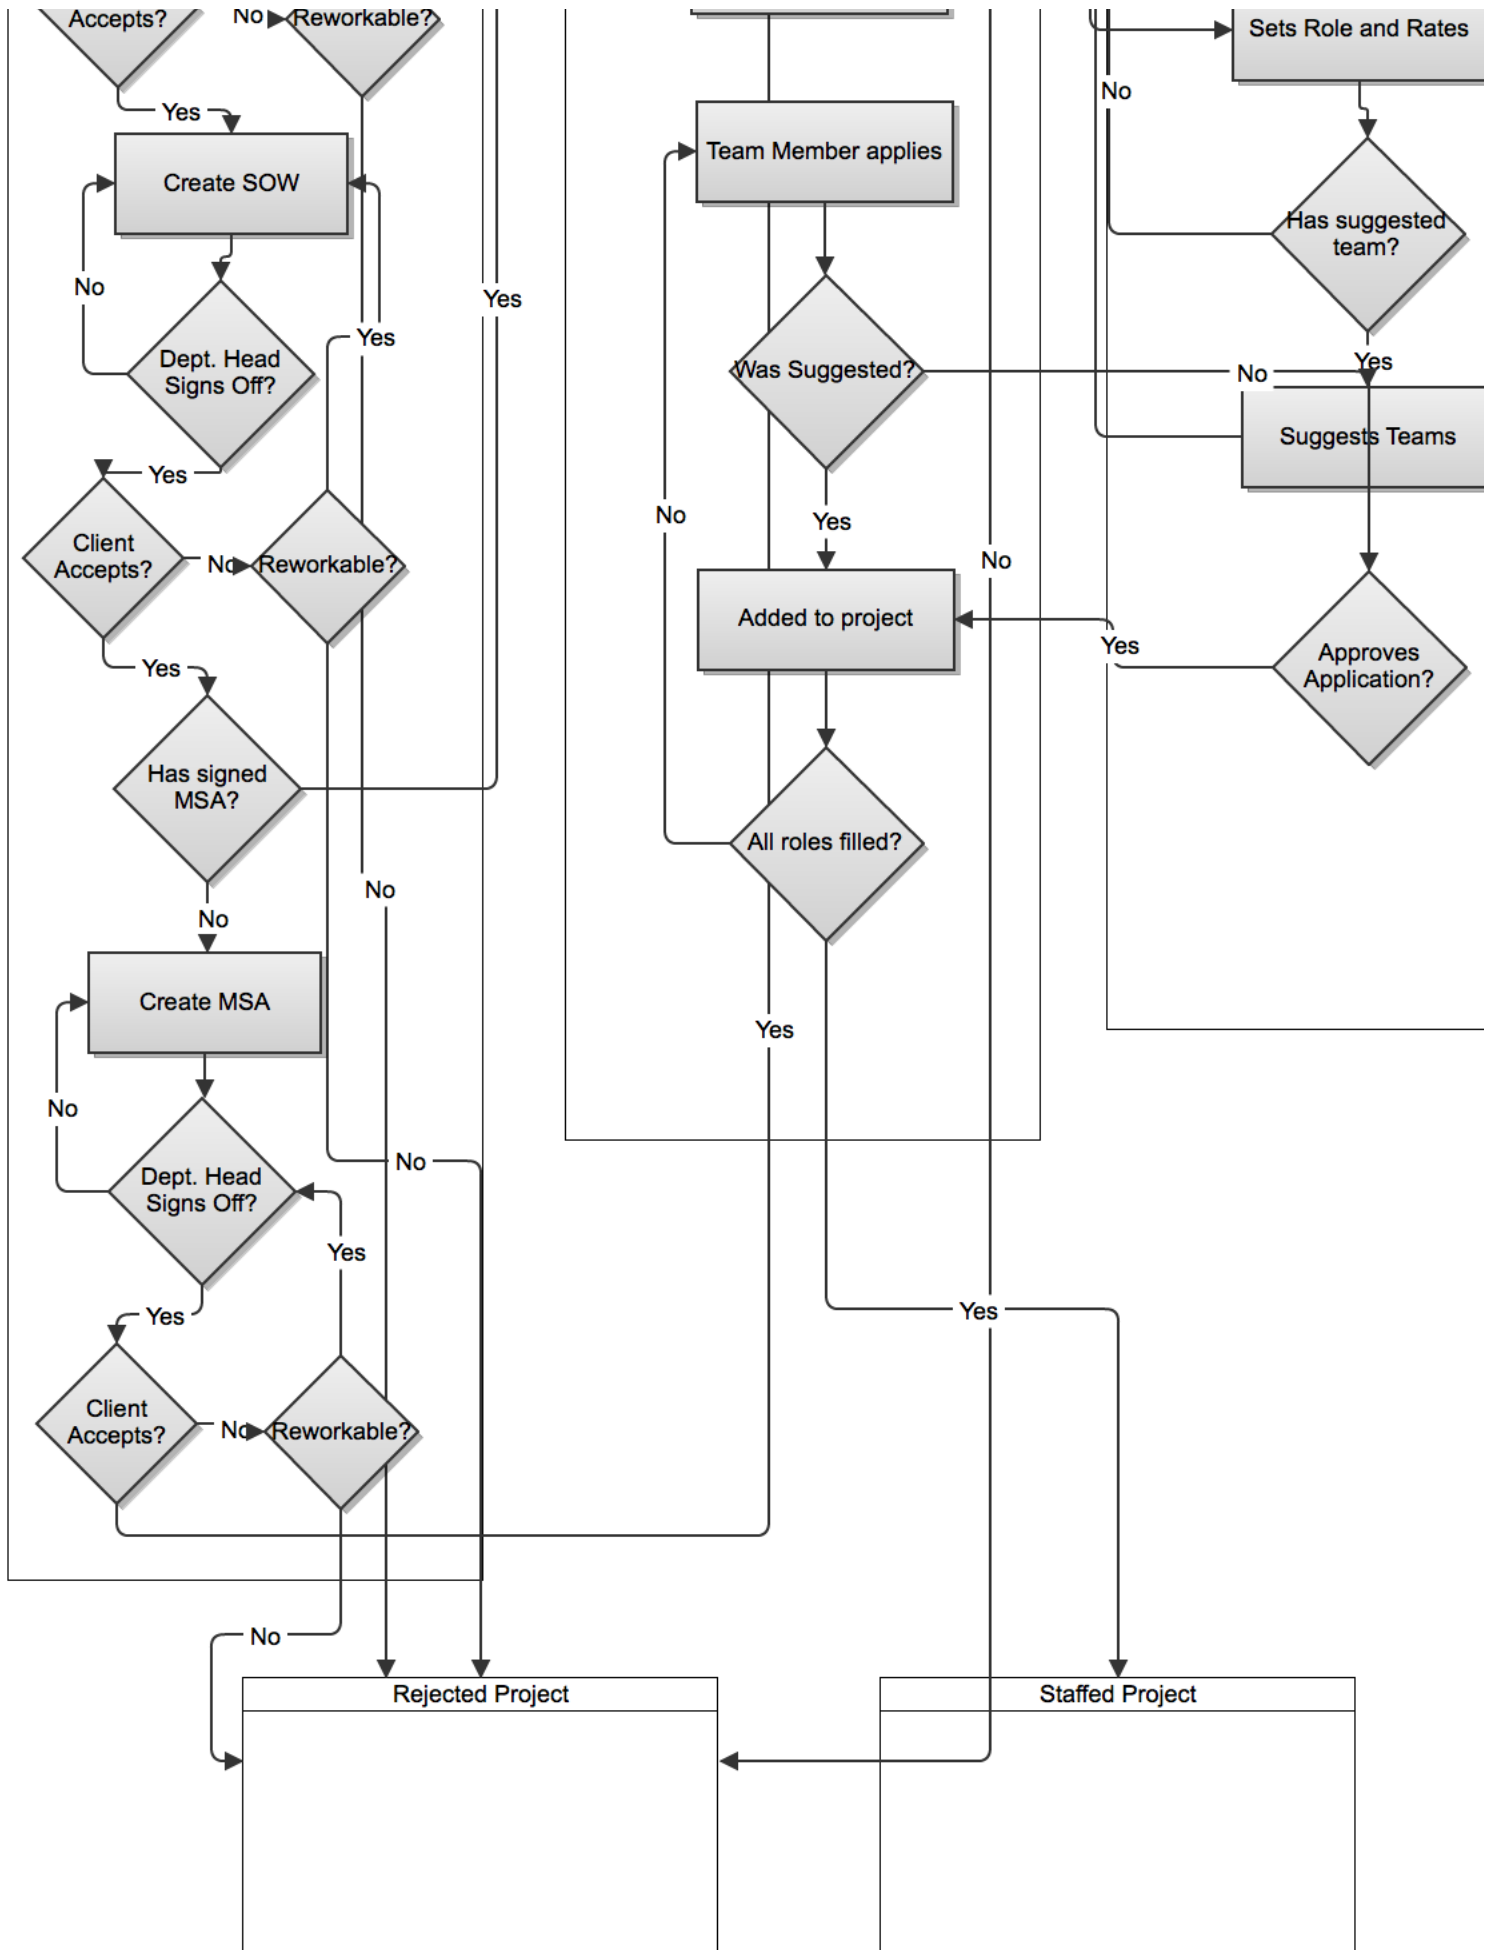 Accepts?
No
Reworkable?
Yes
Create SOW
No
Dept. Head
Signs Off?
Yes
Yes
Yes
Client
Accepts?
No
Reworkable?
Yes
Has signed
MSA?
No
No
Create MSA
No
Dept. Head
Signs Off?
No
Yes
Yes
Client
Accepts?
No
Reworkable?
No
Team Member applies
Was Suggested?
No
Yes
No
Added to project
All roles filled?
Yes
Yes
Sets Role and Rates
No
Has suggested
team?
Yes
No
Suggests Teams
Yes
Approves
Application?
Rejected Project
Staffed Project